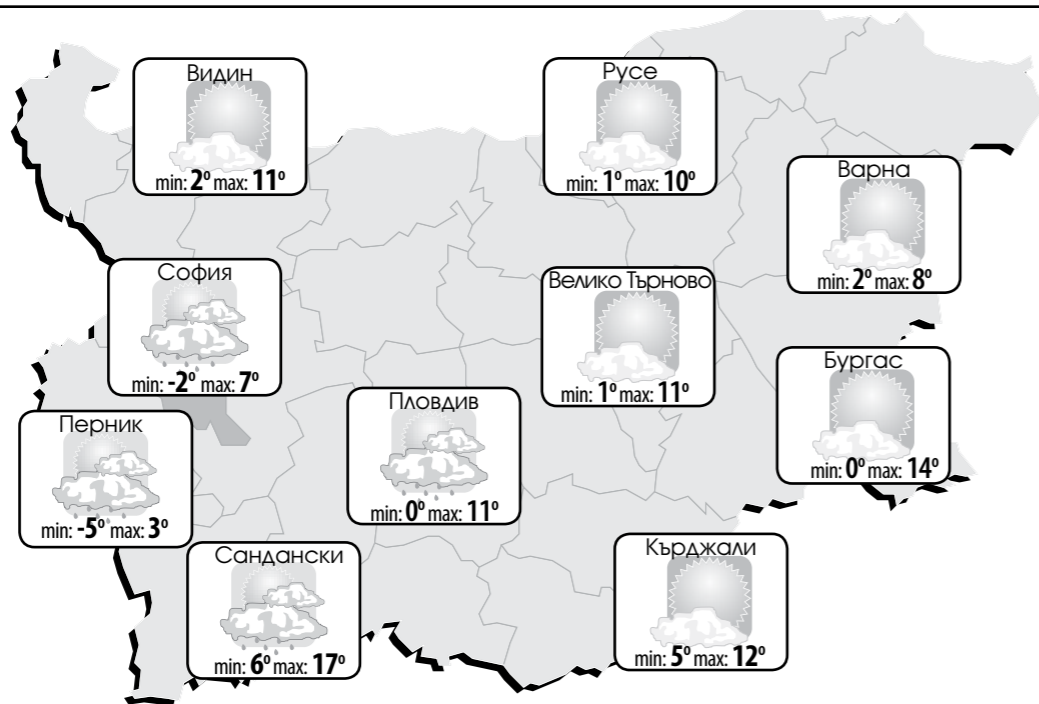 Видин
min: 2° max: 11°
Русе
min: 1° max: 10°
Варна
min: 2° max: 8°
София
min: -2° max: 7°
Велико Търново
min: 1° max: 11°
Бургас
min: 0° max: 14°
Пловдив
min: 0° max: 11°
Перник
min: -5° max: 3°
Сандански
min: 6° max: 17°
Кърджали
min: 5° max: 12°